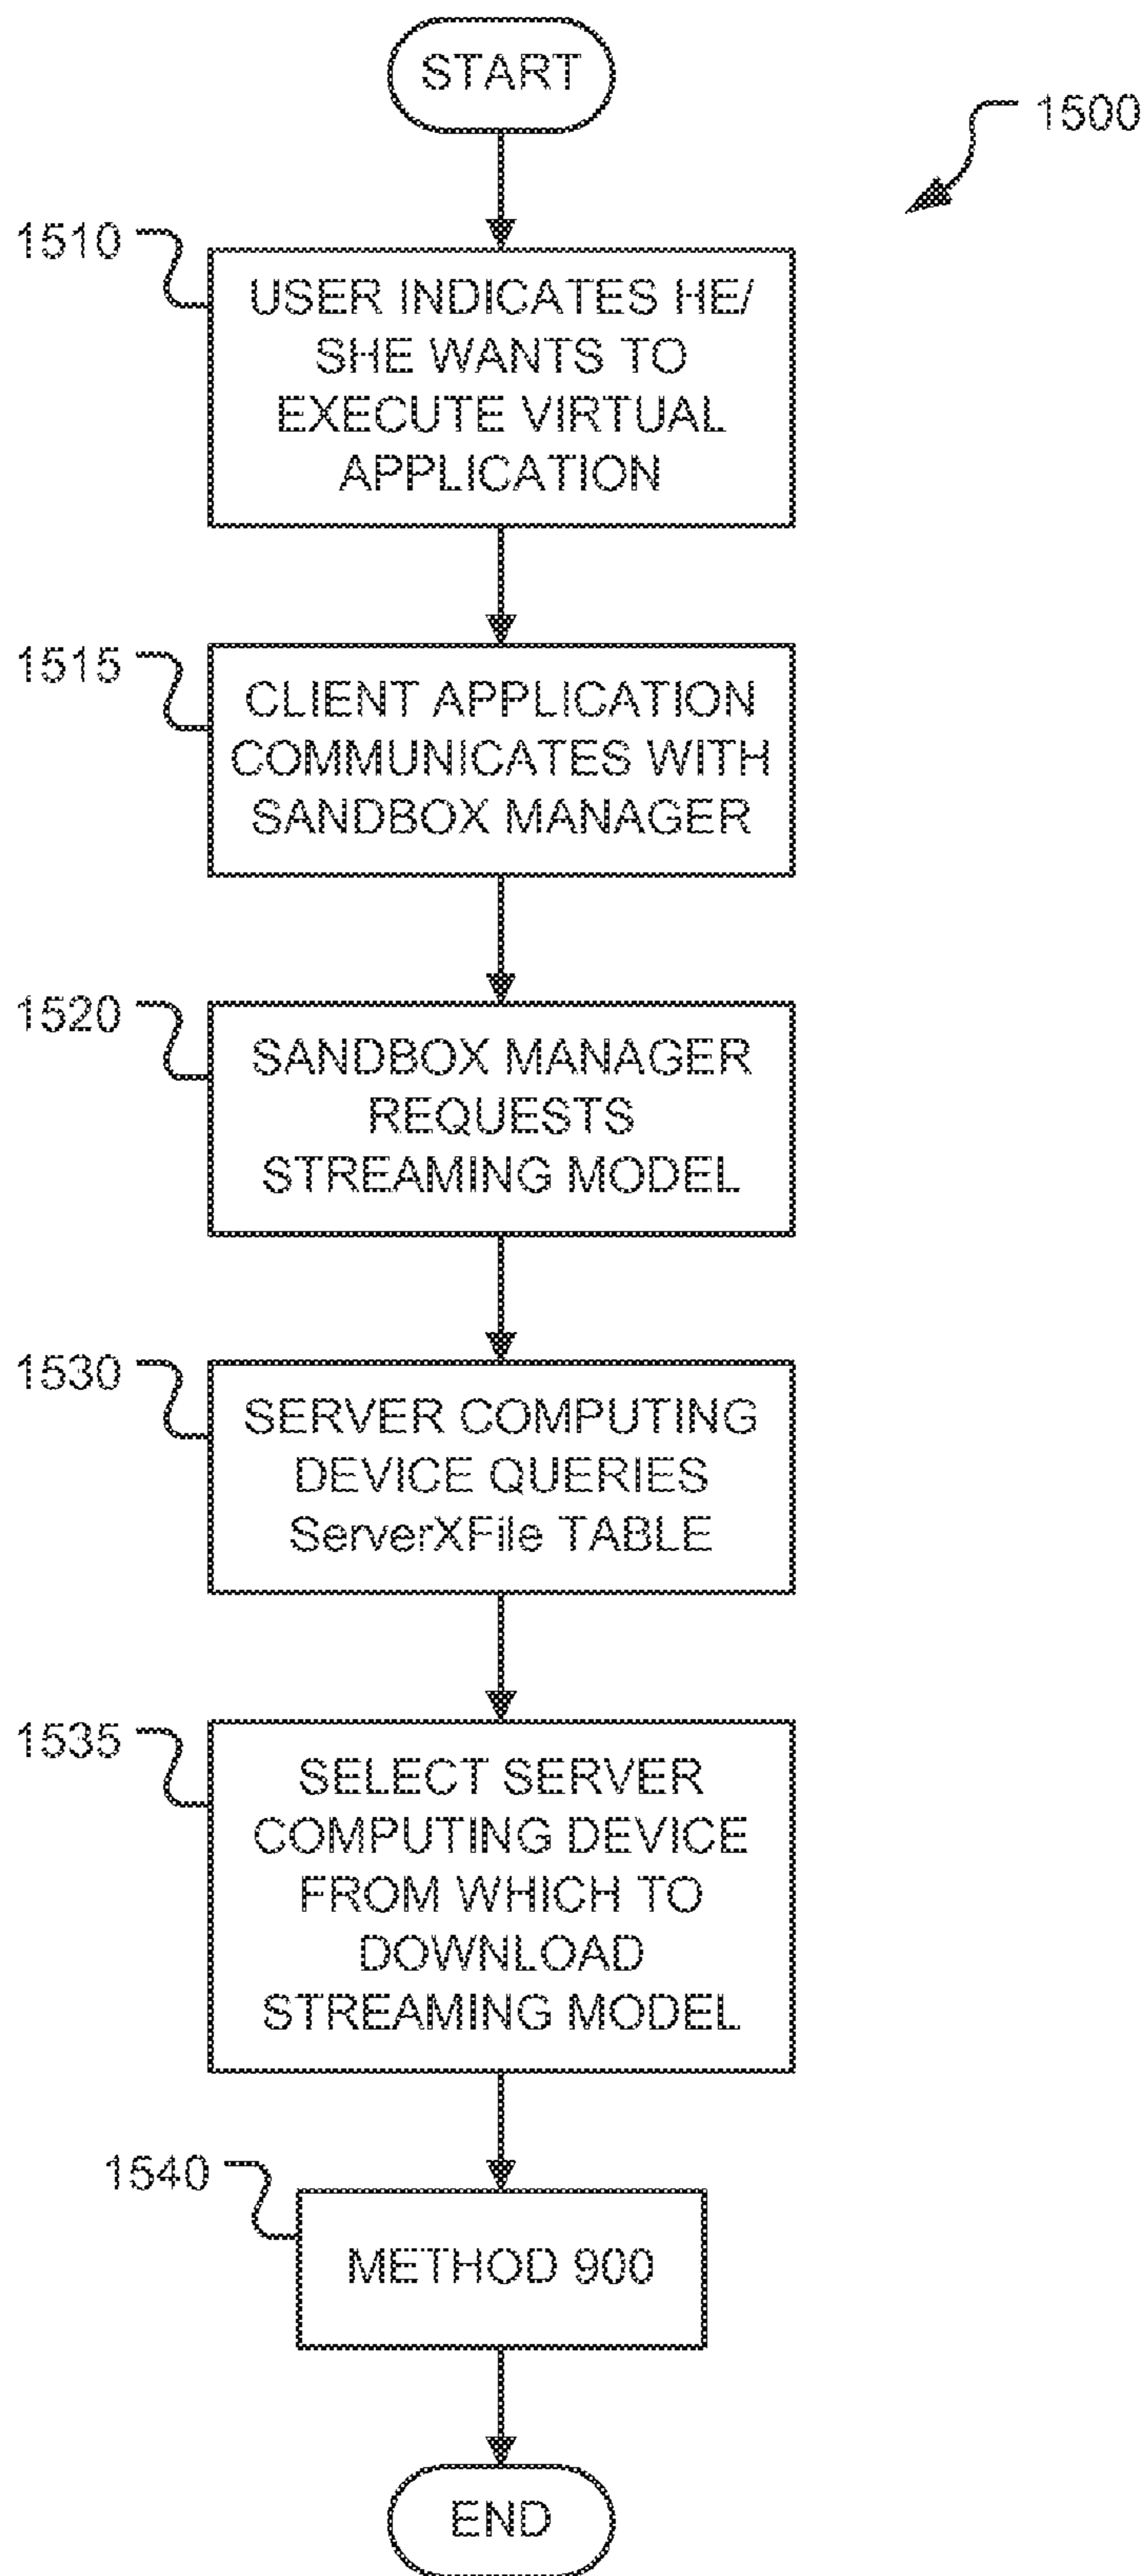 START
1500
1510
USER INDICATES HE/
SHE WANTS TO
EXECUTE VIRTUAL
APPLICATION
1515
CLIENT APPLICATION
COMMUNICATES WITH
SANDBOX MANAGER
1520
SANDBOX MANAGER
REQUESTS
STREAMING MODEL
1530
SERVER COMPUTING
DEVICE QUERIES
ServerXFile TABLE
1535
SELECT SERVER
COMPUTING DEVICE
FROM WHICH TO
DOWNLOAD
STREAMING MODEL
1540
METHOD 900
END